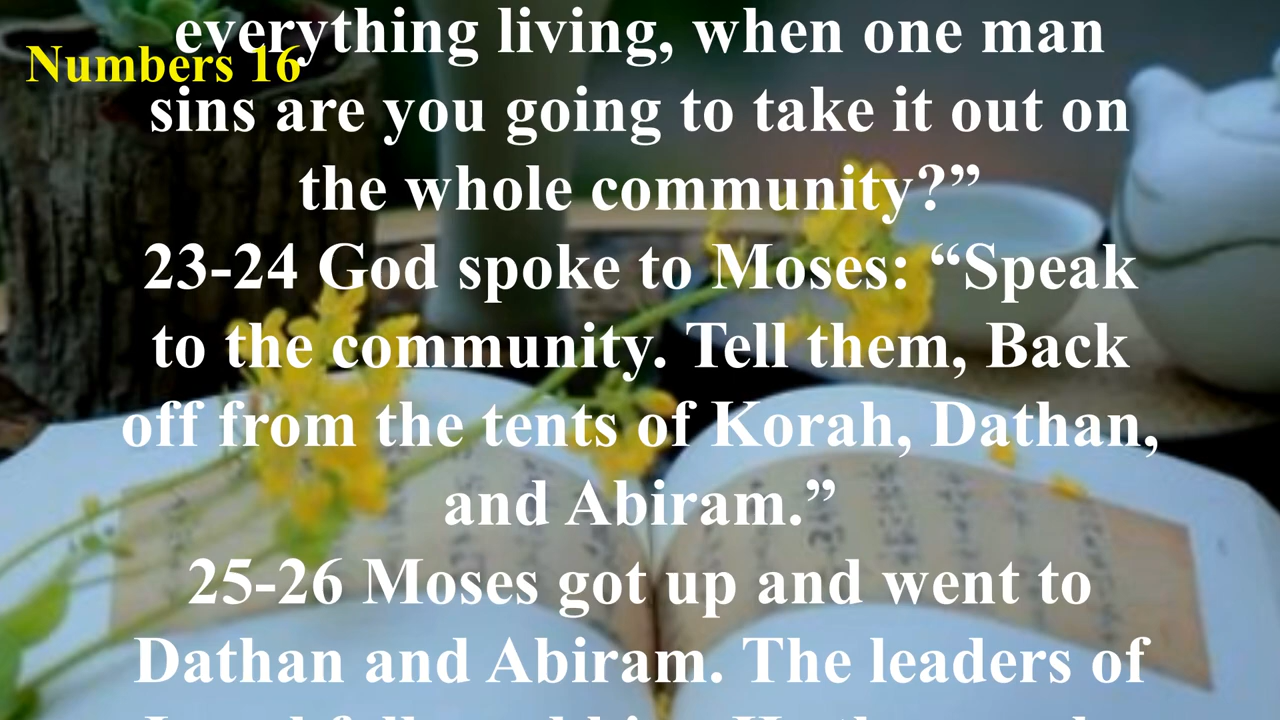 everything living, when one man
Numbers 16
sins are you going to take it out on
the whole community?”
23-24 God spoke to Moses: “Speak
to the community. Tell them, Back
off from the tents of Korah, Dathan,
and Abiram.”
25-26 Moses got up and went to
Dathan and Abiram. The leaders of